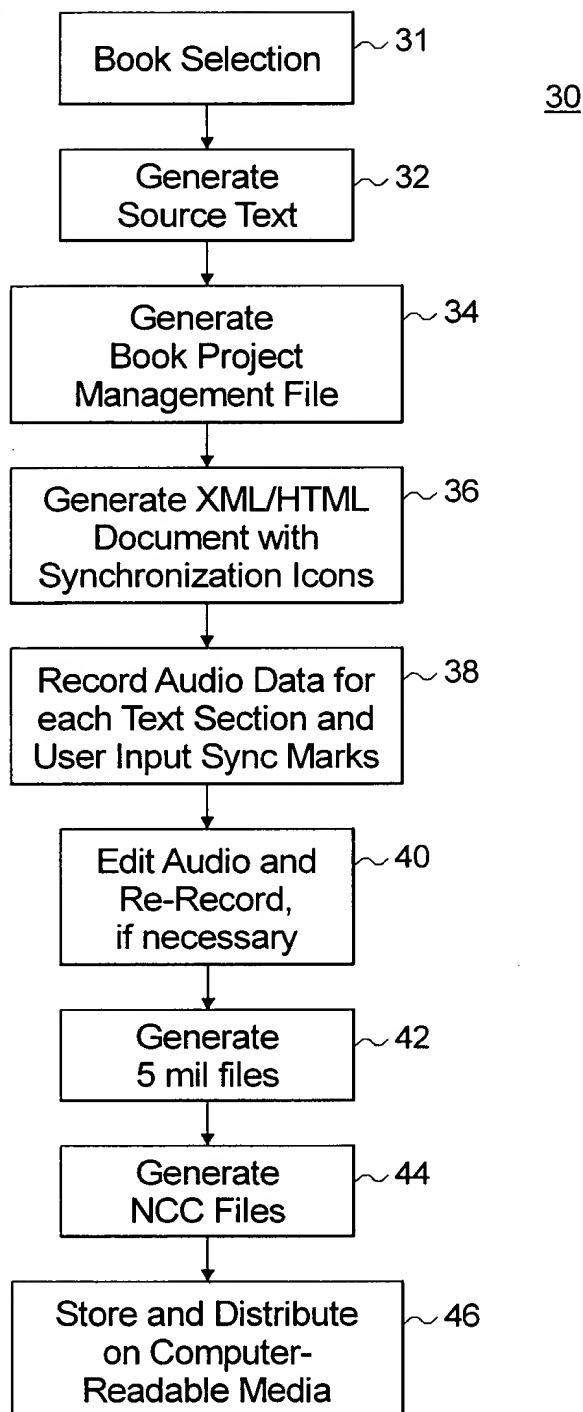 Book Selection
31
30
Generate
Source Text
32
Generate
Book Project
Management File
34
Generate XML/HTML
Document with
Synchronization Icons
36
Record Audio Data for
each Text Section and
User Input Sync Marks
38
Edit Audio and
Re-Record,
if necessary
40
Generate
5 mil files
42
Generate
NCC Files
44
Store and Distribute
on Computer-
Readable Media
46